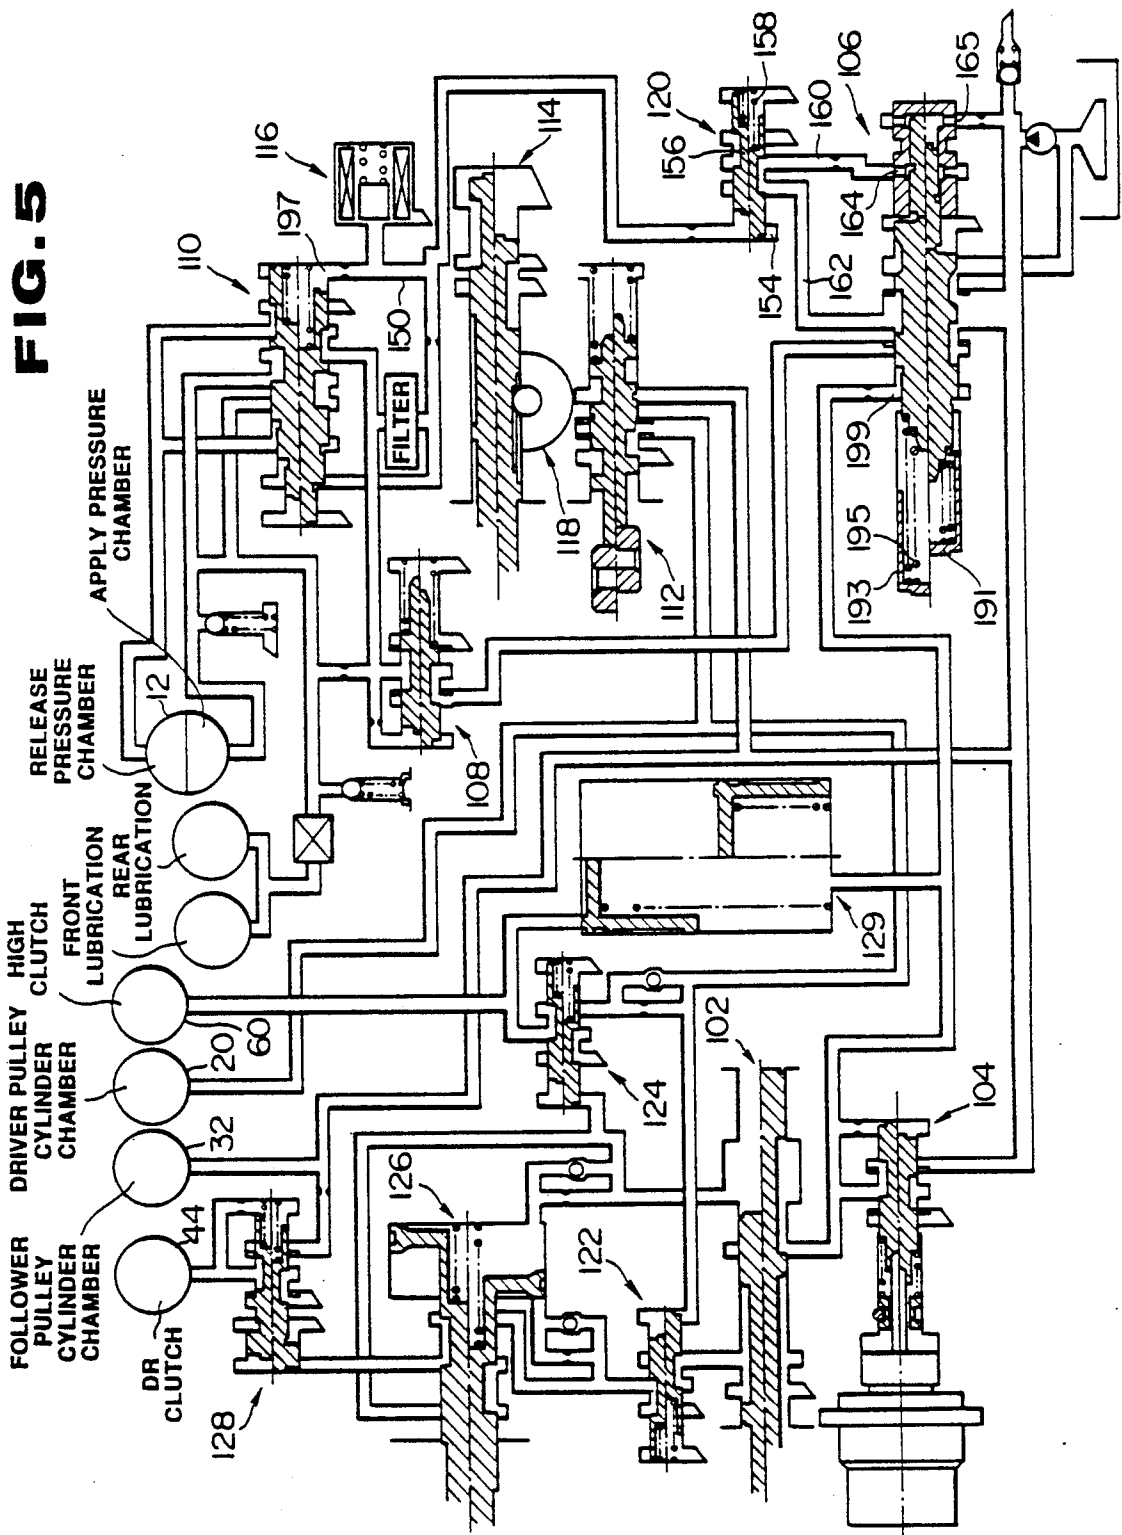 FIG. 5
RELEASE
PRESSURE
CHAMBER
APPLY PRESSURE
CHAMBER
12
FRONT
LUBRICATION
REAR
LUBRICATION
HIGH
CLUTCH
60
DRIVER PULLEY
CYLINDER
CHAMBER
20
FOLLOWER
PULLEY
CYLINDER
CHAMBER
32
DR
CLUTCH
44
128
126
122
124
102
104
129
108
110
116
197
150
FILTER
114
118
112
120
156
158
154
160
162
164
106
165
199
195
193
191